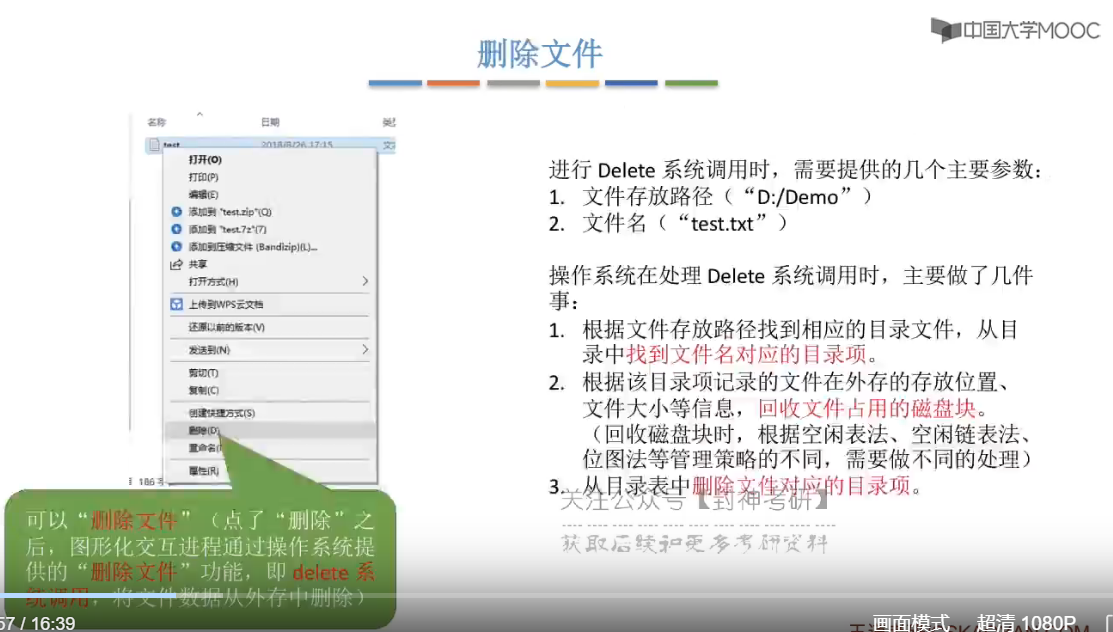 中国大学MOOC
删除文件
名称 日期 类
test 2018/8/26 17:15 文
打开(O)
打印(P)
编辑(E)
添加到 "test.zip"(Q)
添加到 "test.7z"(7)
添加到压缩文件 (Bandizip)(L)...
共享
打开方式(H)
上传到WPS云文档
还原以前的版本(V)
发送到(N)
剪切(T)
复制(C)
创建快捷方式(S)
删除(D)
重命名(
属性(R)
186
可以“删除文件”（点了“删除”之
后，图形化交互进程通过操作系统提
供的“删除文件”功能，即 delete 系
统调用，将文件数据从外存中删除）
进行 Delete 系统调用时，需要提供的几个主要参数：
1. 文件存放路径（“D:/Demo”）
2. 文件名（“test.txt”）
操作系统在处理 Delete 系统调用时，主要做了几件
事：
1. 根据文件存放路径找到相应的目录文件，从目
录中找到文件名对应的目录项。
2. 根据该目录项记录的文件在外存的存放位置、
文件大小等信息，回收文件占用的磁盘块。
（回收磁盘块时，根据空闲表法、空闲链表法、
位图法等管理策略的不同，需要做不同的处理）
3. 从目录表中删除文件对应的目录项。
关注公众号【封神考研】
获取后续和更多考研资料
57 / 16:39
画面模式 超清 1080P